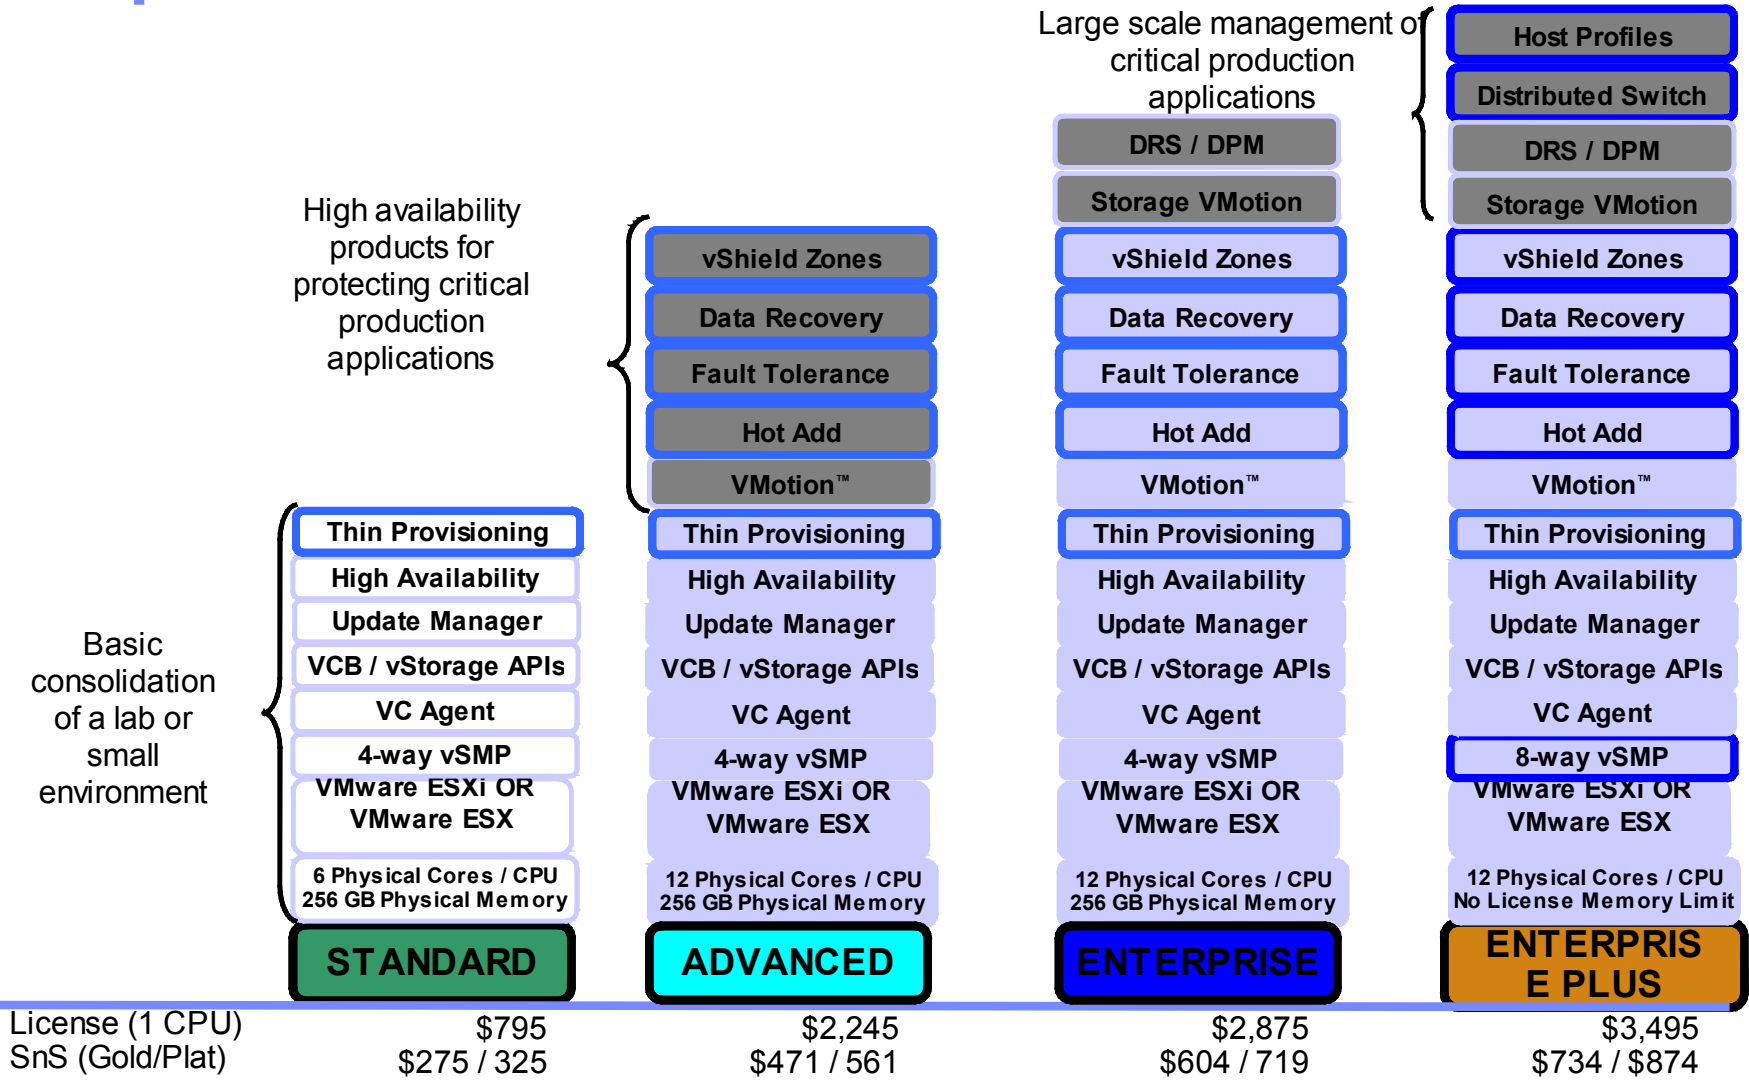 Large scale management of
critical production
applications
High availability
products for
protecting critical
production
applications
Basic
consolidation
of a lab or
small
environment
Thin Provisioning
High Availability
Update Manager
VCB / vStorage APIs
VC Agent
4-way vSMP
VMware ESXi OR
VMware ESX
6 Physical Cores / CPU
256 GB Physical Memory
STANDARD
vShield Zones
Data Recovery
Fault Tolerance
Hot Add
VMotion™
Thin Provisioning
High Availability
Update Manager
VCB / vStorage APIs
VC Agent
4-way vSMP
VMware ESXi OR
VMware ESX
12 Physical Cores / CPU
256 GB Physical Memory
ADVANCED
DRS / DPM
Storage VMotion
vShield Zones
Data Recovery
Fault Tolerance
Hot Add
VMotion™
Thin Provisioning
High Availability
Update Manager
VCB / vStorage APIs
VC Agent
4-way vSMP
VMware ESXi OR
VMware ESX
12 Physical Cores / CPU
256 GB Physical Memory
ENTERPRISE
Host Profiles
Distributed Switch
DRS / DPM
Storage VMotion
vShield Zones
Data Recovery
Fault Tolerance
Hot Add
VMotion™
Thin Provisioning
High Availability
Update Manager
VCB / vStorage APIs
VC Agent
8-way vSMP
VMware ESXi OR
VMware ESX
12 Physical Cores / CPU
No License Memory Limit
ENTERPRIS
E PLUS
License (1 CPU) $795 $2,245 $2,875 $3,495
SnS (Gold/Plat) $275 / 325 $471 / 561 $604 / 719 $734 / $874